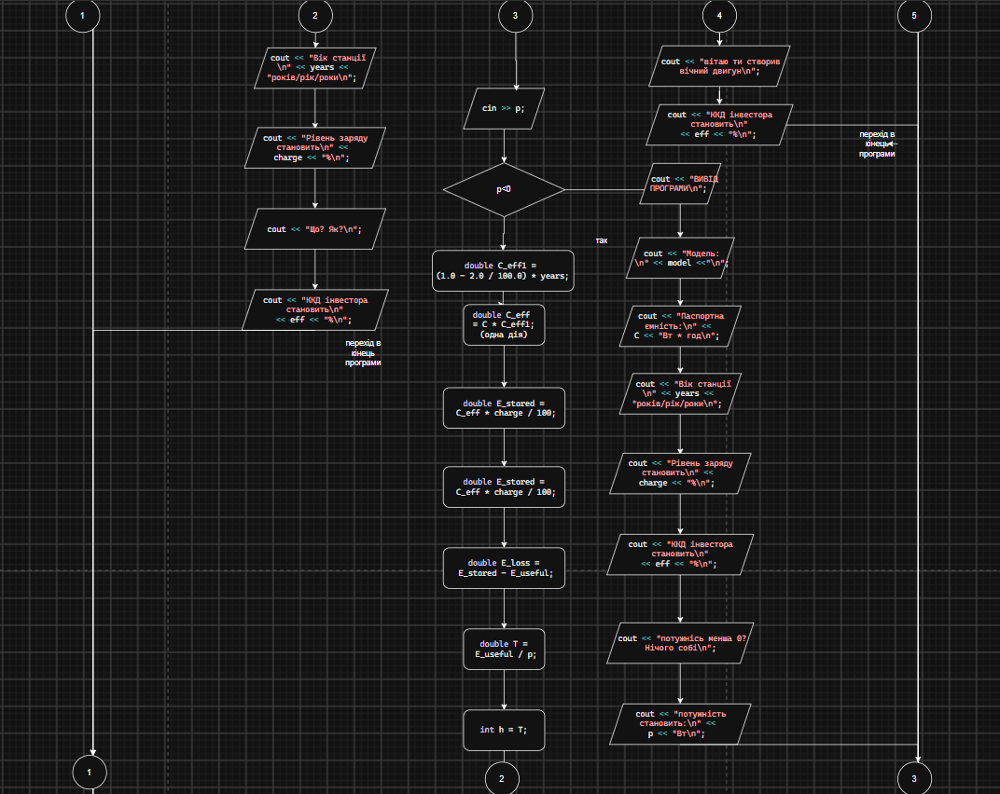 1
2
3
4
5
cout << "Вік станції
\n" << years <<
"років/рік/роки\n";
cout << "Рівень заряду
становить\n" <<
charge << "%\n";
cout << "Що? Як?\n";
cout << "ККД інвестора
становить\n"
<< eff << "%\n";
перехід в
кінець
програми
1
cin >> p;
p<0
так
double C_eff1 =
(1.0 - 2.0 / 100.0) * years;
double C_eff
= C * C_eff1;
(одна дія)
double E_stored =
C_eff * charge / 100;
double E_stored =
C_eff * charge / 100;
double E_loss =
E_stored - E_useful;
double T =
E_useful / p;
int h = T;
2
cout << "вітаю ти створив
вічний двигун\n";
cout << "ККД інвестора
становить\n"
<< eff << "%\n";
перехід в
кінець
програми
cout << "ВИВІД
ПРОГРАМИ\n";
cout << "Модель:
\n" << model <<"\n";
cout << "Паспортна
ємність:\n" <<
C << "Вт * год\n";
cout << "Вік станції
\n" << years <<
"років/рік/роки\n";
cout << "Рівень заряду
становить\n" <<
charge << "%\n";
cout << "ККД інвестора
становить\n"
<< eff << "%\n";
cout << "потужнісь менша 0?
Нічого собі\n";
cout << "потужність
становить:\n" <<
p << "Вт\n";
3